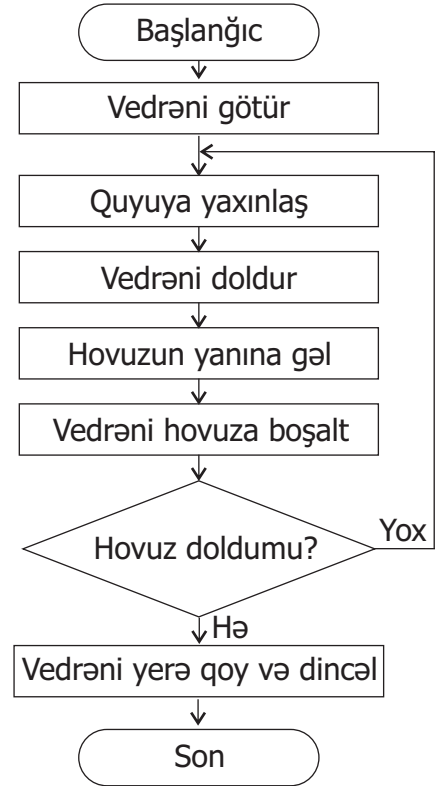 Başlanğıc
Vedrəni götür
Quyuya yaxınlaş
Vedrəni doldur
Hovuzun yanına gəl
Vedrəni hovuza boşalt
Hovuz doldumu?
Yox
Hə
Vedrəni yerə qoy və dincəl
Son